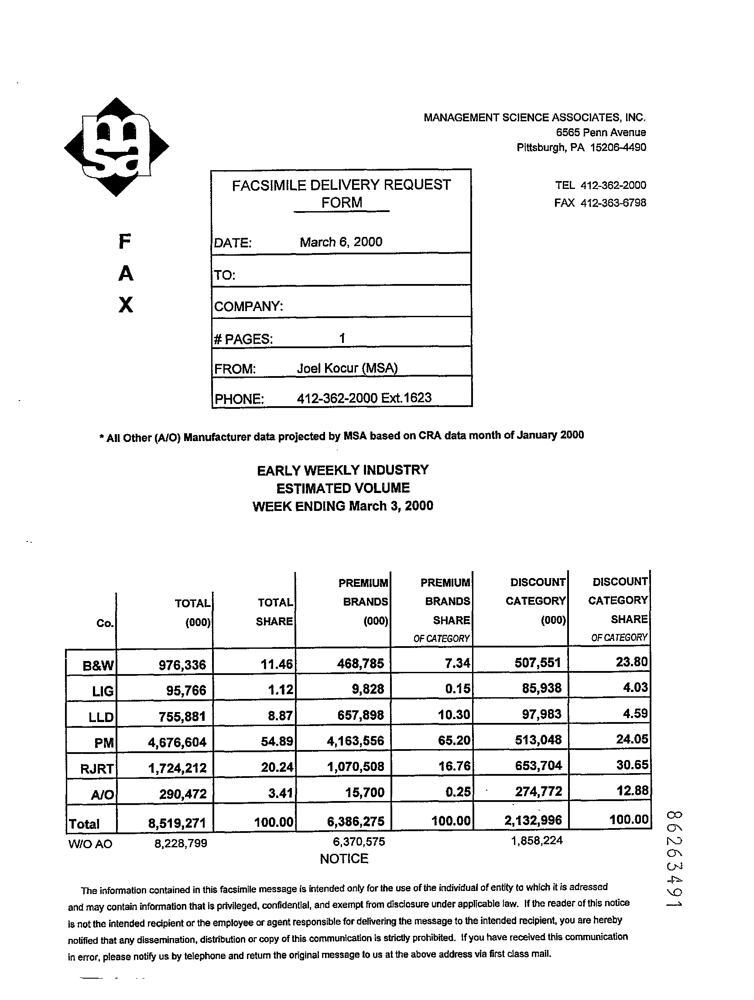 msa
MANAGEMENT SCIENCE ASSOCIATES, INC.
6565 Penn Avenue
Pittsburgh, PA 15206-4490
TEL 412-362-2000
FAX 412-363-6798
F
A
X
FACSIMILE DELIVERY REQUEST
FORM
DATE: March 6, 2000
TO:
COMPANY:
# PAGES: 1
FROM: Joel Kocur (MSA)
PHONE: 412-362-2000 Ext.1623
* All Other (A/O) Manufacturer data projected by MSA based on CRA data month of January 2000
EARLY WEEKLY INDUSTRY
ESTIMATED VOLUME
WEEK ENDING March 3, 2000
PREMIUM PREMIUM DISCOUNT DISCOUNT
TOTAL TOTAL BRANDS BRANDS CATEGORY CATEGORY
Co. (000) SHARE (000) SHARE (000) SHARE
OF CATEGORY OF CATEGORY
B&W 976,336 11.46 468,785 7.34 507,551 23.80
LIG 95,766 1.12 9,828 0.15 85,938 4.03
LLD 755,881 8.87 657,898 10.30 97,983 4.59
PM 4,676,604 54.89 4,163,556 65.20 513,048 24.05
RJRT 1,724,212 20.24 1,070,508 16.76 653,704 30.65
A/O 290,472 3.41 15,700 0.25 274,772 12.88
Total 8,519,271 100.00 6,386,275 100.00 2,132,996 100.00
W/O AO 8,228,799 6,370,575 1,858,224
NOTICE
The information contained in this facsimile message is intended only for the use of the individual of entity to which it is adressed
and may contain information that is privileged, confidential, and exempt from disclosure under applicable law. If the reader of this notice
is not the intended recipient or the employee or agent responsible for delivering the message to the intended recipient, you are hereby
notified that any dissemination, distribution or copy of this communication is strictly prohibited. If you have received this communication
in error, please notify us by telephone and return the original message to us at the above address via first class mail.
86263491